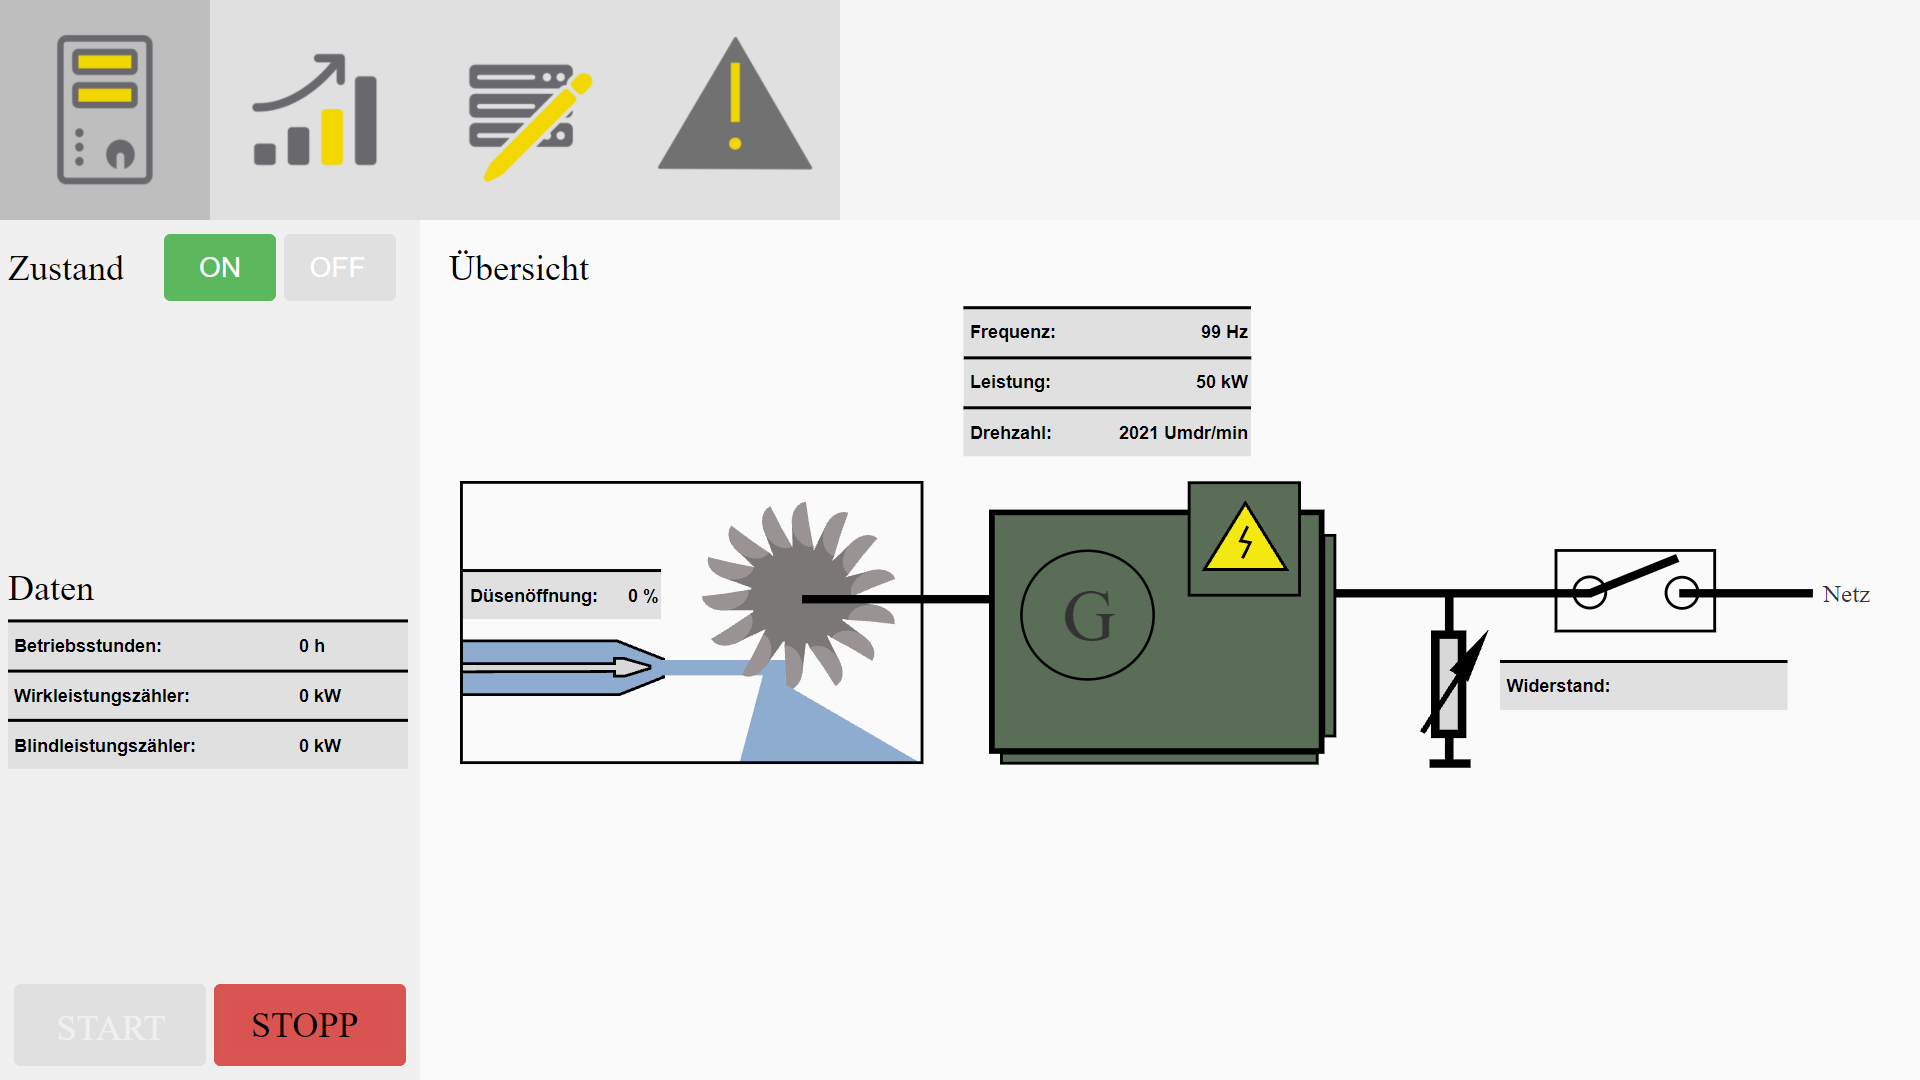 Zustand ON OFF
Übersicht
Frequenz: 99 Hz
Leistung: 50 kW
Drehzahl: 2021 Umdr/min
Düsenöffnung: 0 %
G
Netz
Widerstand:
Daten
Betriebsstunden: 0 h
Wirkleistungszähler: 0 kW
Blindleistungszähler: 0 kW
START STOPP